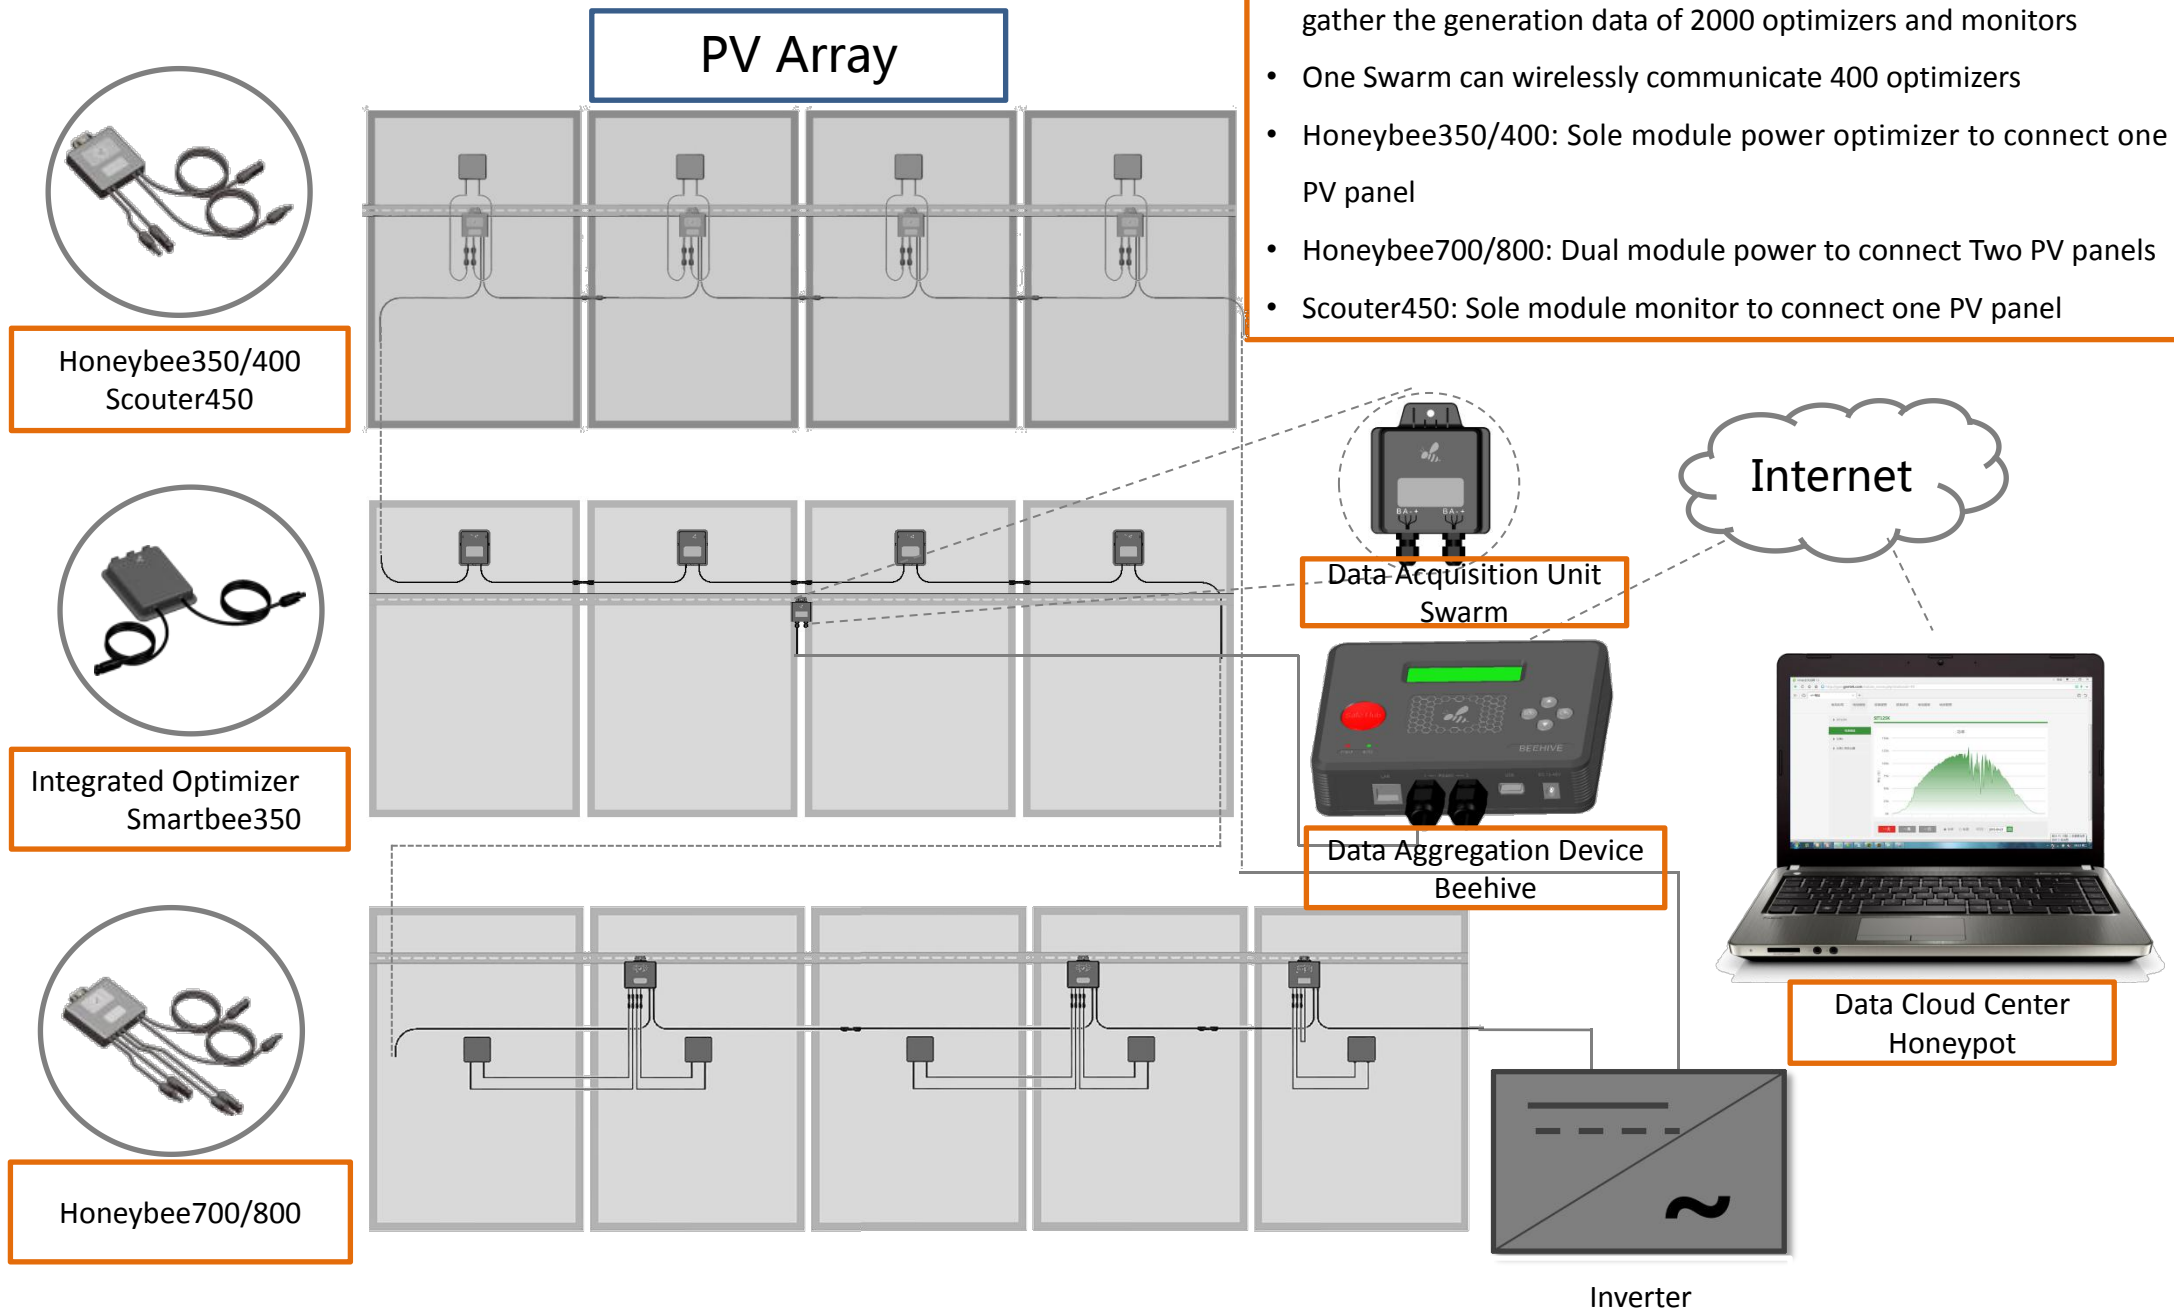 PV Array
gather the generation data of 2000 optimizers and monitors
• One Swarm can wirelessly communicate 400 optimizers
• Honeybee350/400: Sole module power optimizer to connect one
PV panel
• Honeybee700/800: Dual module power to connect Two PV panels
• Scouter450: Sole module monitor to connect one PV panel
Honeybee350/400
Scouter450
Internet
B A - +
B A - +
Data Acquisition Unit
Swarm
Integrated Optimizer
Smartbee350
BEEHIVE
Data Aggregation Device
Beehive
Data Cloud Center
Honeypot
Honeybee700/800
~
Inverter